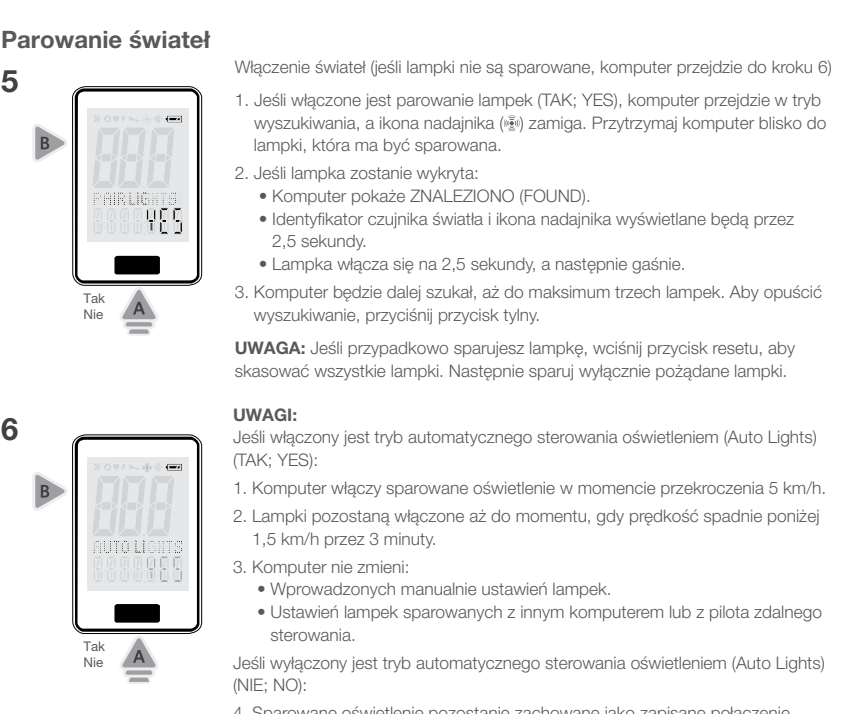 Parowanie świateł
5
B
PAIR LIGHTS
YES
Tak
Nie
A
Włączenie świateł (jeśli lampki nie są sparowane, komputer przejdzie do kroku 6)
1. Jeśli włączone jest parowanie lampek (TAK; YES), komputer przejdzie w tryb
wyszukiwania, a ikona nadajnika () zamiga. Przytrzymaj komputer blisko do
lampki, która ma być sparowana.
2. Jeśli lampka zostanie wykryta:
• Komputer pokaże ZNALEZIONO (FOUND).
• Identyfikator czujnika światła i ikona nadajnika wyświetlane będą przez
2,5 sekundy.
• Lampka włącza się na 2,5 sekundy, a następnie gaśnie.
3. Komputer będzie dalej szukał, aż do maksimum trzech lampek. Aby opuścić
wyszukiwanie, przyciśnij przycisk tylny.
UWAGA: Jeśli przypadkowo sparujesz lampkę, wciśnij przycisk resetu, aby
skasować wszystkie lampki. Następnie sparuj wyłącznie pożądane lampki.
6
B
AUTO LIGHTS
YES
Tak
Nie
A
UWAGI:
Jeśli włączony jest tryb automatycznego sterowania oświetleniem (Auto Lights)
(TAK; YES):
1. Komputer włączy sparowane oświetlenie w momencie przekroczenia 5 km/h.
2. Lampki pozostaną włączone aż do momentu, gdy prędkość spadnie poniżej
1,5 km/h przez 3 minuty.
3. Komputer nie zmieni:
• Wprowadzonych manualnie ustawień lampek.
• Ustawień lampek sparowanych z innym komputerem lub z pilota zdalnego
sterowania.
Jeśli wyłączony jest tryb automatycznego sterowania oświetleniem (Auto Lights)
(NIE; NO):
4. Sparowane oświetlenie pozostanie zachowane jako zapisane połączenie